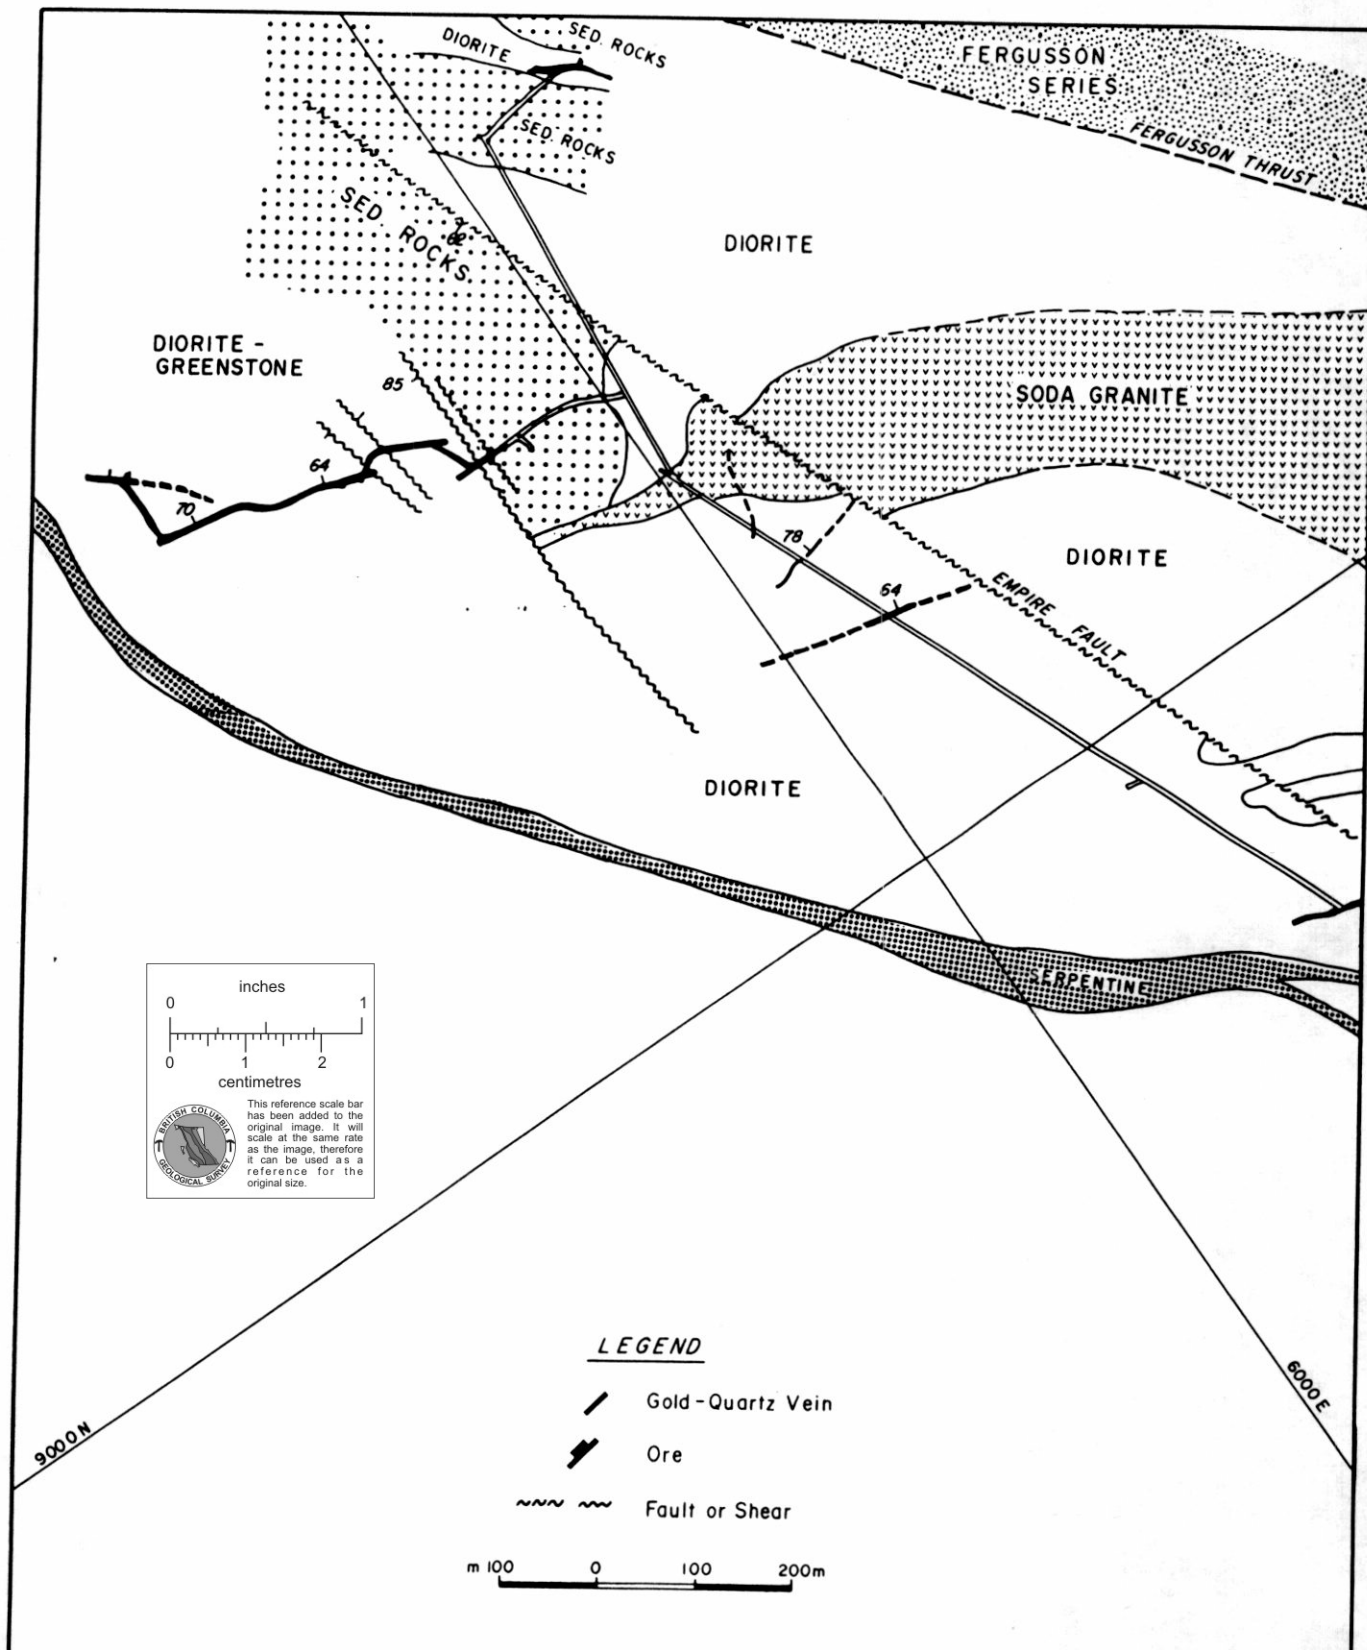 SED. ROCKS
DIORITE
FERGUSSON
SERIES
SED. ROCKS
FERGUSSON THRUST
SED. ROCKS
62
DIORITE
DIORITE -
GREENSTONE
85
SODA GRANITE
64
70
78
DIORITE
64
EMPIRE FAULT
DIORITE
SERPENTINE
inches
0 1
0 1 2
centimetres
BRITISH COLUMBIA
GEOLOGICAL SURVEY
This reference scale bar
has been added to the
original image. It will
scale at the same rate
as the image, therefore
it can be used as a
reference for the
original size.
9000N
6000E
LEGEND
Gold-Quartz Vein
Ore
Fault or Shear
m 100 0 100 200m